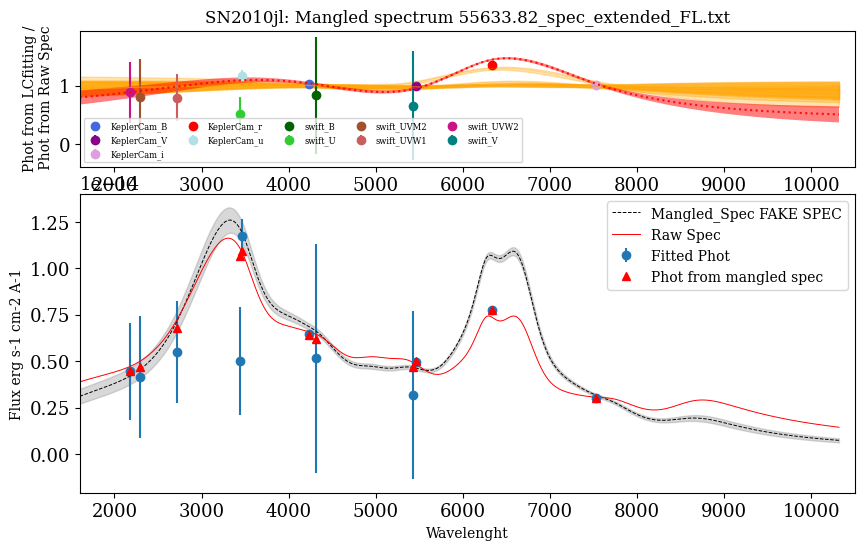 SN2010jl: Mangled spectrum 55633.82_spec_extended_FL.txt
Phot from LCfitting /
Phot from Raw Spec
1
0
KeplerCam_B KeplerCam_r swift_B swift_UVM2 swift_UVW2
KeplerCam_V KeplerCam_u swift_U swift_UVW1 swift_V
KeplerCam_i
2000 3000 4000 5000 6000 7000 8000 9000 10000
Mangled_Spec FAKE SPEC
Raw Spec
Fitted Phot
Phot from mangled spec
Flux erg s-1 cm-2 A-1
1.25
1.00
0.75
0.50
0.25
0.00
2000 3000 4000 5000 6000 7000 8000 9000 10000
Wavelenght